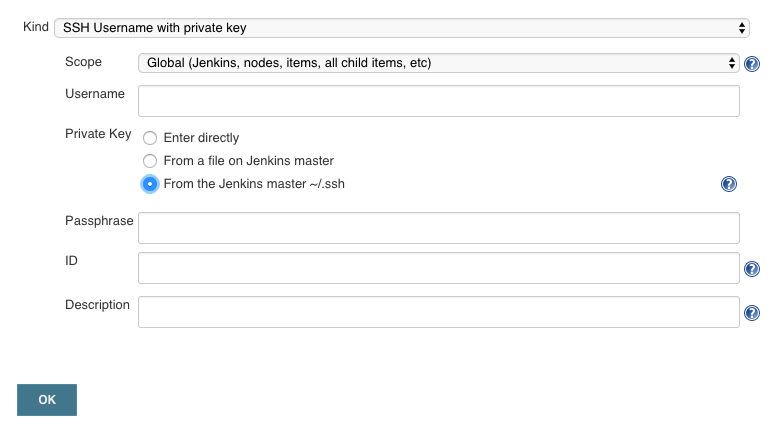 Kind SSH Username with private key
Scope Global (Jenkins, nodes, items, all child items, etc) ?
Username
Private Key Enter directly
From a file on Jenkins master
From the Jenkins master ~/.ssh ?
Passphrase
ID ?
Description ?
OK